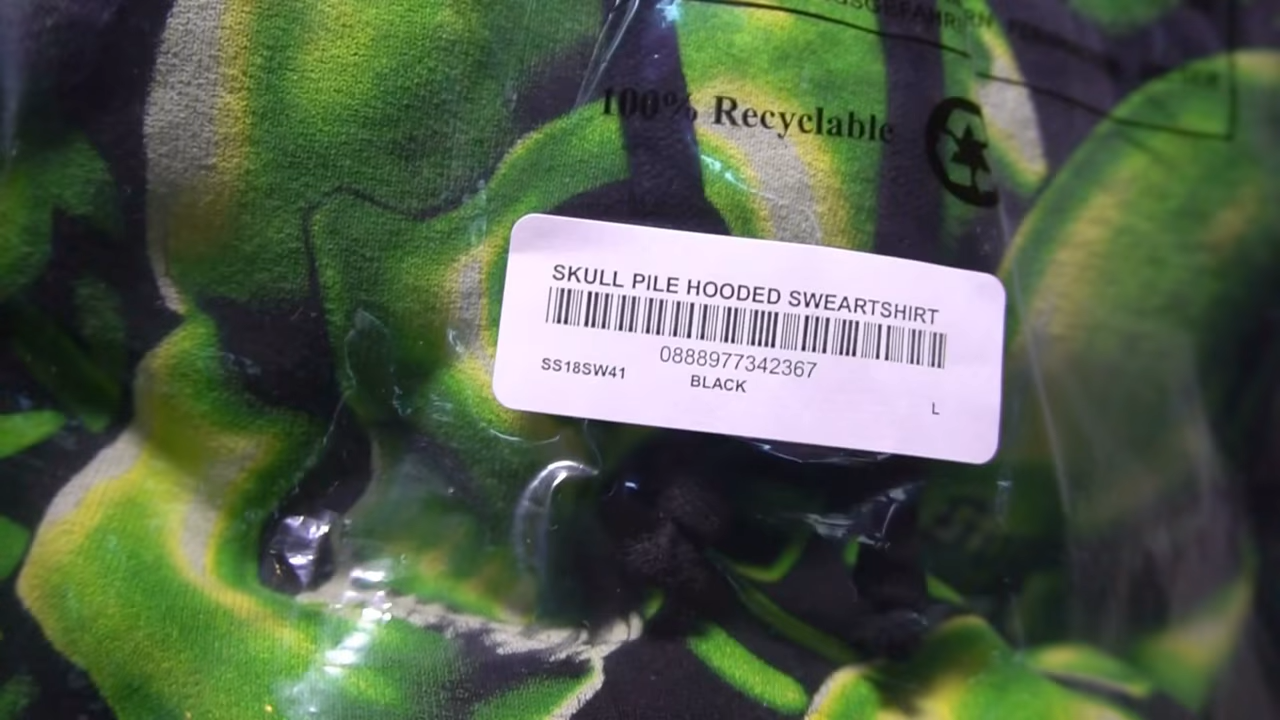 100% Recyclable
SKULL PILE HOODED SWEARTSHIRT
0888977342367
SS18SW41
BLACK
L